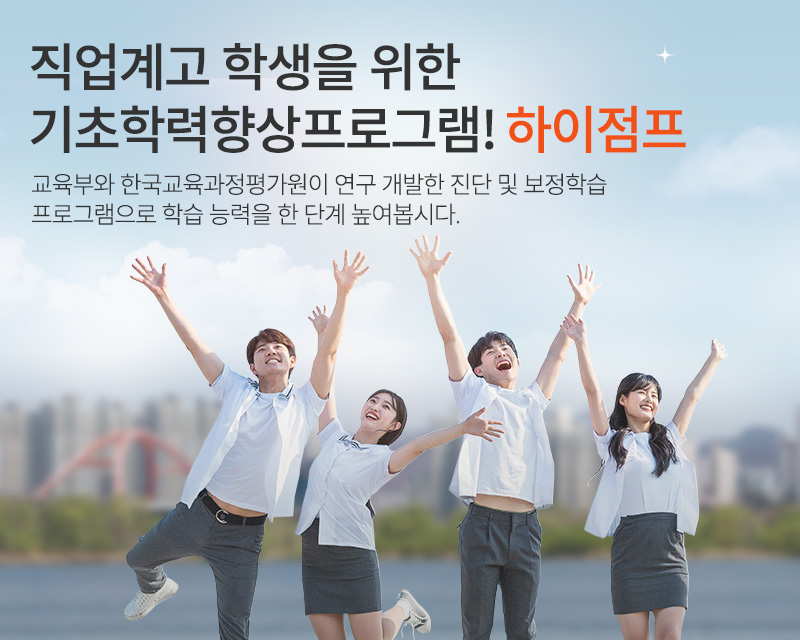 직업계고 학생을 위한
기초학력향상프로그램! 하이점프
교육부와 한국교육과정평가원이 연구 개발한 진단 및 보정학습
프로그램으로 학습 능력을 한 단계 높여봅시다.